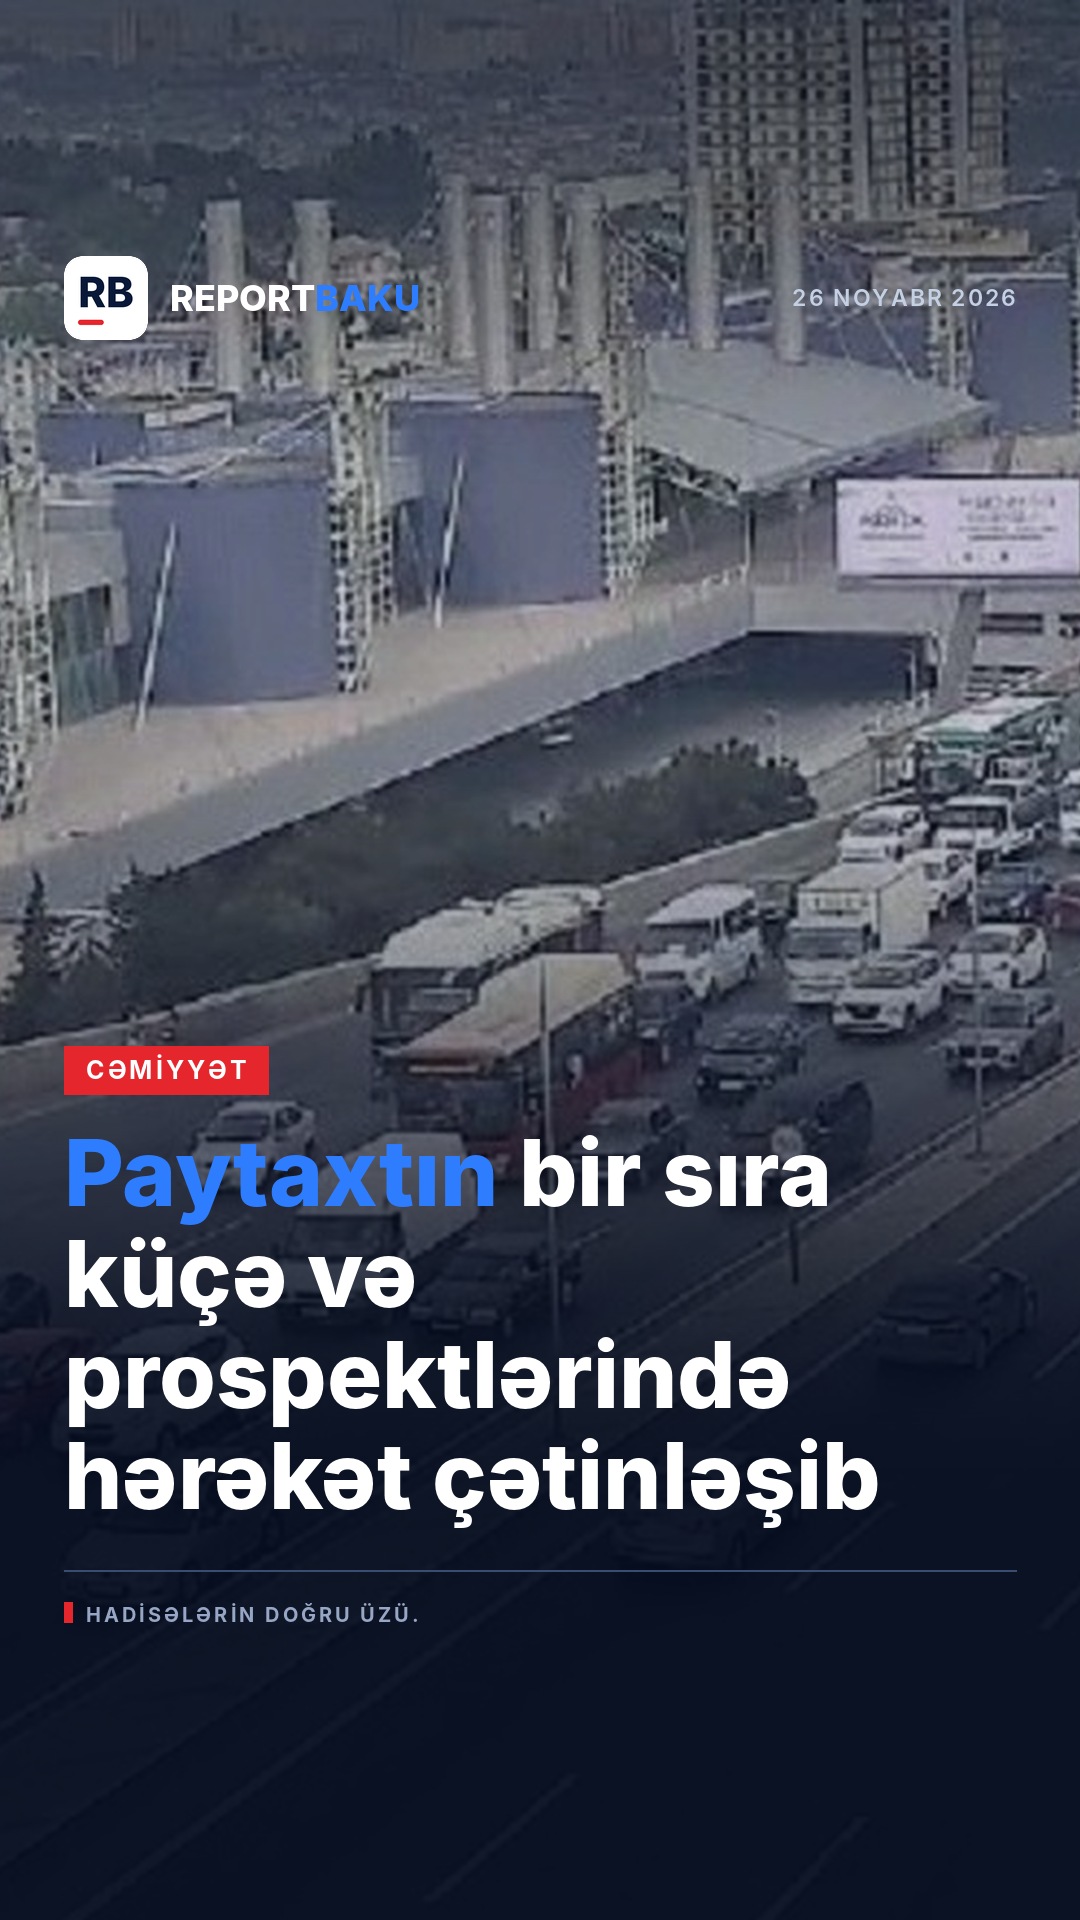 RB
REPORTBAKU
26 NOYABR 2026
CƏMİYYƏT
Paytaxtın bir sıra
küçə və
prospektlərində
hərəkət çətinləşib
HADİSƏLƏRİN DOĞRU ÜZÜ.